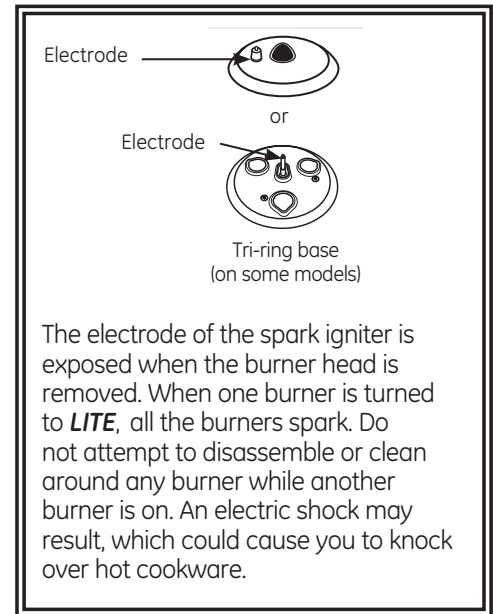 Electrode
or
Electrode
Tri-ring base
(on some models)
The electrode of the spark igniter is
exposed when the burner head is
removed. When one burner is turned
to LITE, all the burners spark. Do
not attempt to disassemble or clean
around any burner while another
burner is on. An electric shock may
result, which could cause you to knock
over hot cookware.